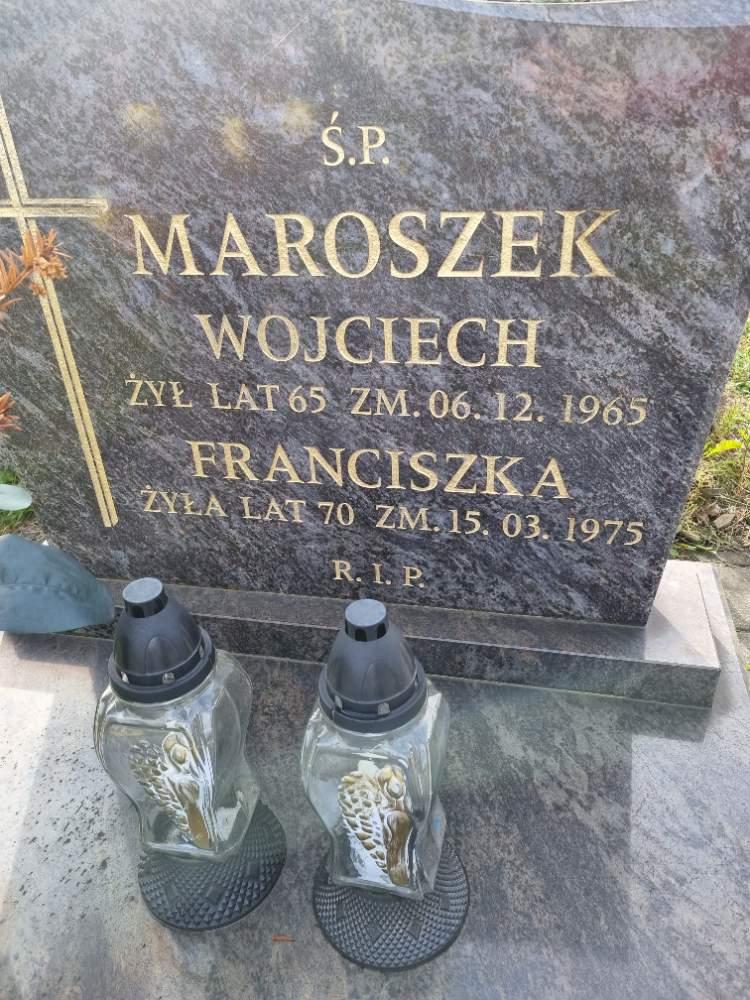 Ś.P.
MAROSZEK
WOJCIECH
ŻYŁ LAT 65 ZM. 06. 12. 1965
FRANCISZKA
ŻYŁA LAT 70 ZM. 15. 03. 1975
R. I. P.